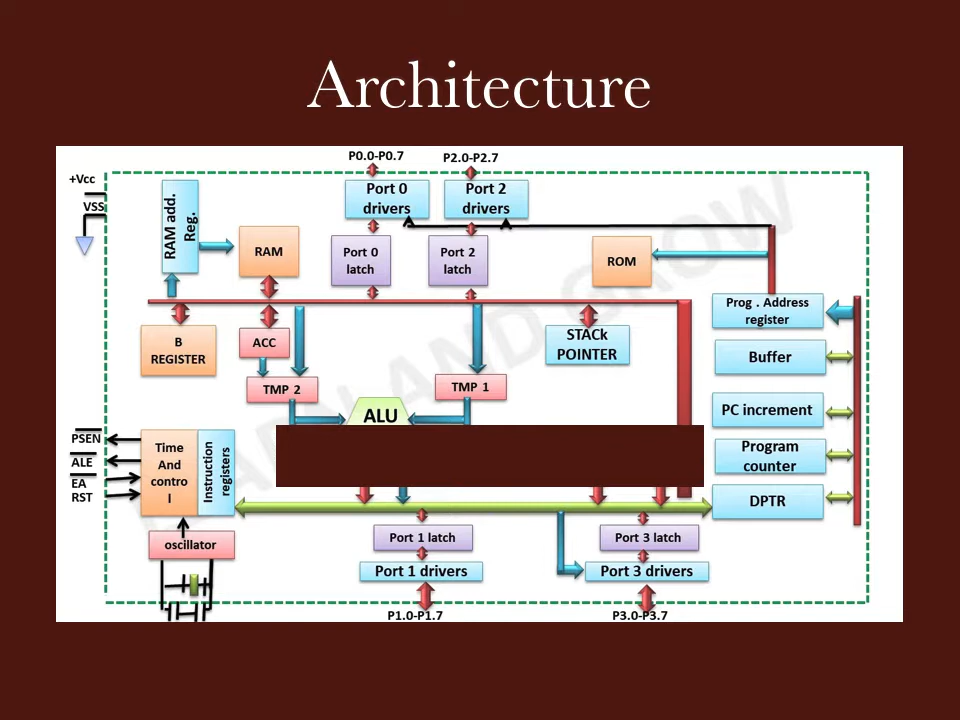 Architecture
P0.0-P0.7
P2.0-P2.7
+Vcc
VSS
RAM add.
Reg.
Port 0
drivers
Port 2
drivers
RAM
Port 0
latch
Port 2
latch
ROM
Prog . Address
register
B
REGISTER
ACC
STACk
POINTER
Buffer
TMP 2
TMP 1
ALU
PC increment
PSEN
ALE
EA
RST
Time
And
contro
l
Instruction
registers
Program
counter
DPTR
oscillator
Port 1 latch
Port 3 latch
Port 1 drivers
Port 3 drivers
P1.0-P1.7
P3.0-P3.7